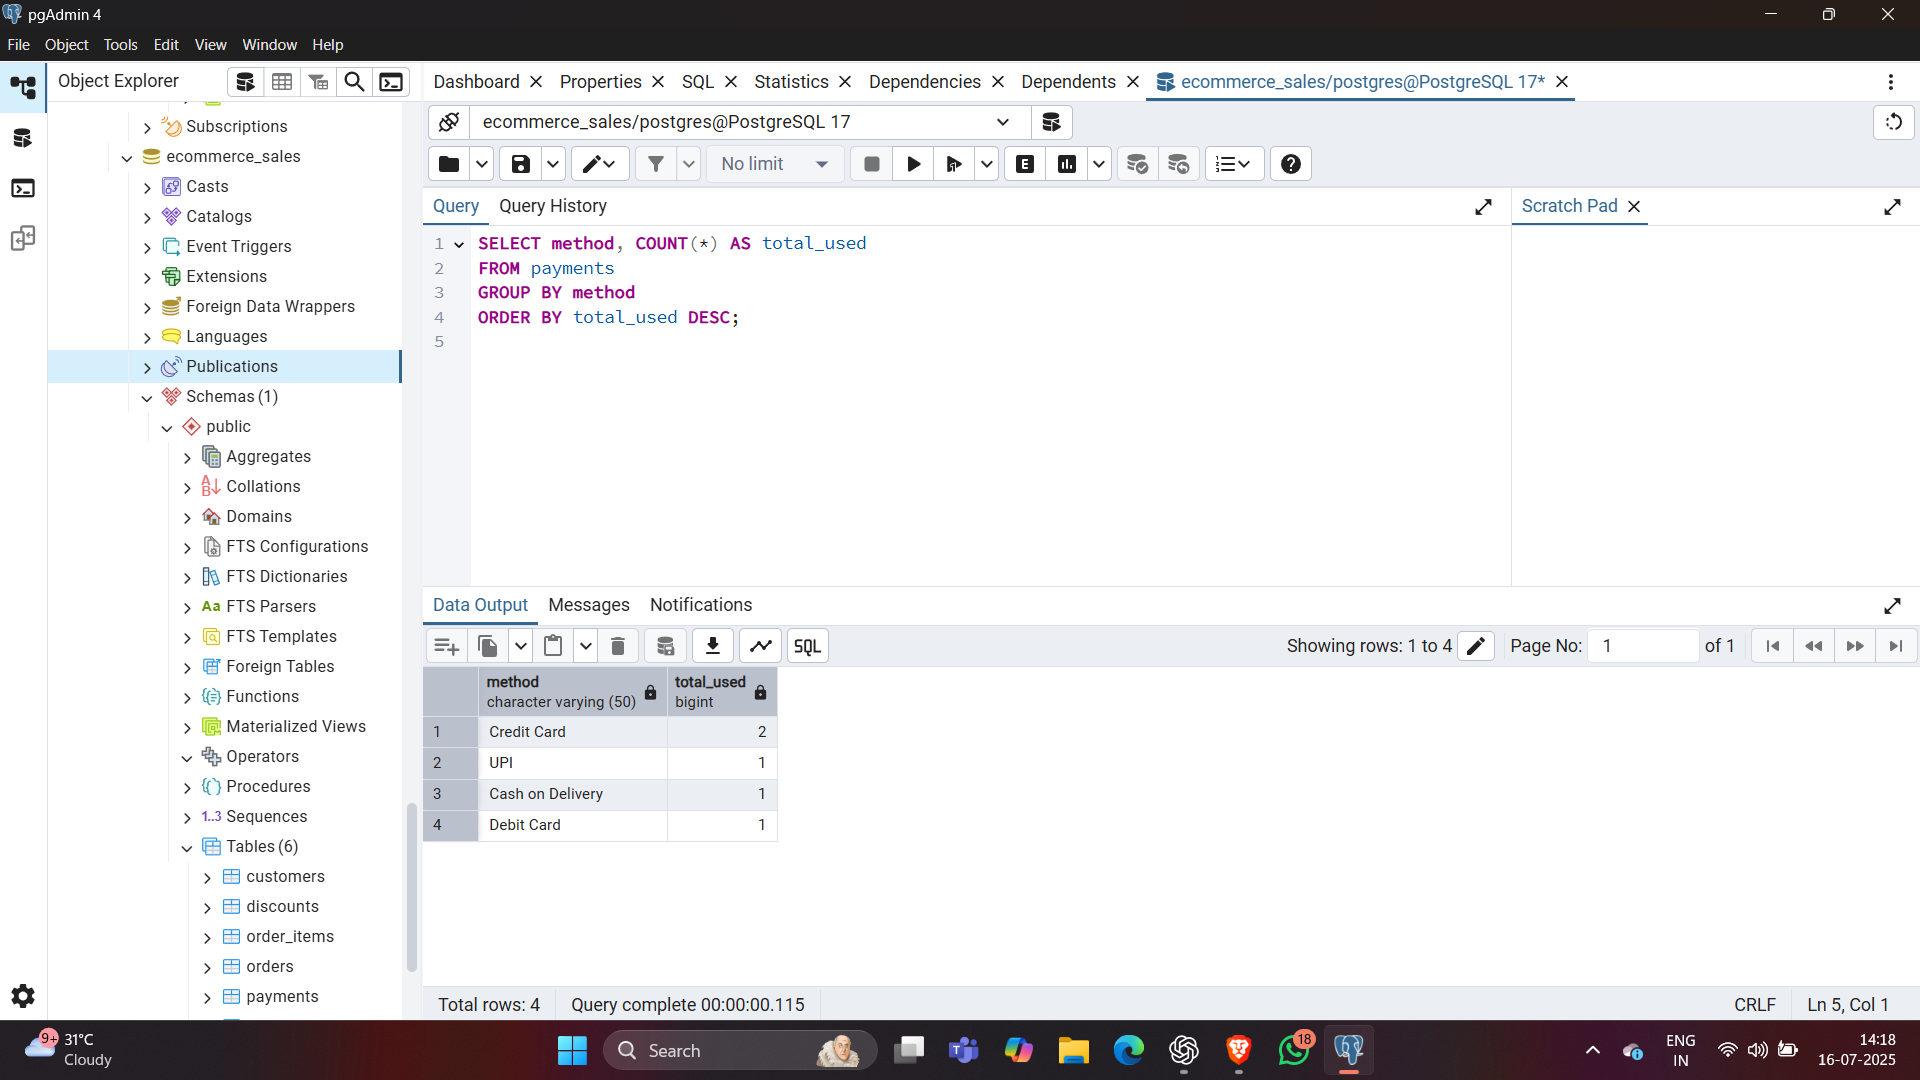 pgAdmin 4
File Object Tools Edit View Window Help
Object Explorer
Dashboard Properties SQL Statistics Dependencies Dependents ecommerce_sales/postgres@PostgreSQL 17*
Subscriptions
ecommerce_sales
Casts
Catalogs
Event Triggers
Extensions
Foreign Data Wrappers
Languages
Publications
Schemas (1)
public
Aggregates
Collations
Domains
FTS Configurations
FTS Dictionaries
Aa FTS Parsers
FTS Templates
Foreign Tables
Functions
Materialized Views
Operators
Procedures
1..3 Sequences
Tables (6)
customers
discounts
order_items
orders
payments
ecommerce_sales/postgres@PostgreSQL 17
No limit
E
Query Query History
Scratch Pad
1 SELECT method, COUNT(*) AS total_used
2 FROM payments
3 GROUP BY method
4 ORDER BY total_used DESC;
5
Data Output Messages Notifications
SQL
Showing rows: 1 to 4 Page No: 1 of 1
method total_used
character varying (50) bigint
1 Credit Card 2
2 UPI 1
3 Cash on Delivery 1
4 Debit Card 1
Total rows: 4 Query complete 00:00:00.115 CRLF Ln 5, Col 1
9+ 31°C
Cloudy
Search
18
ENG
IN
14:18
16-07-2025